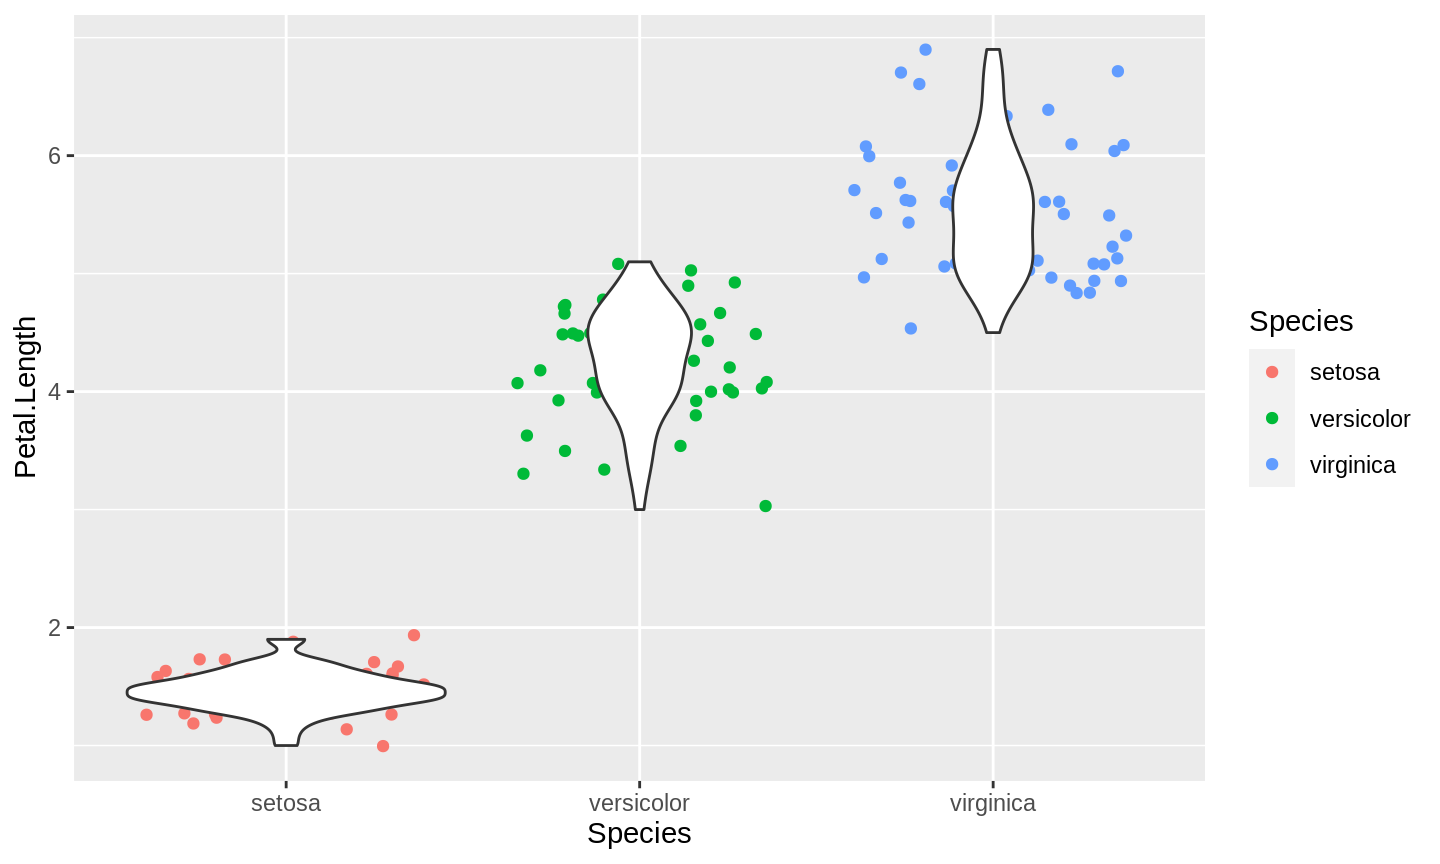 Petal.Length
6
4
2
setosa
versicolor
virginica
Species
Species
setosa
versicolor
virginica